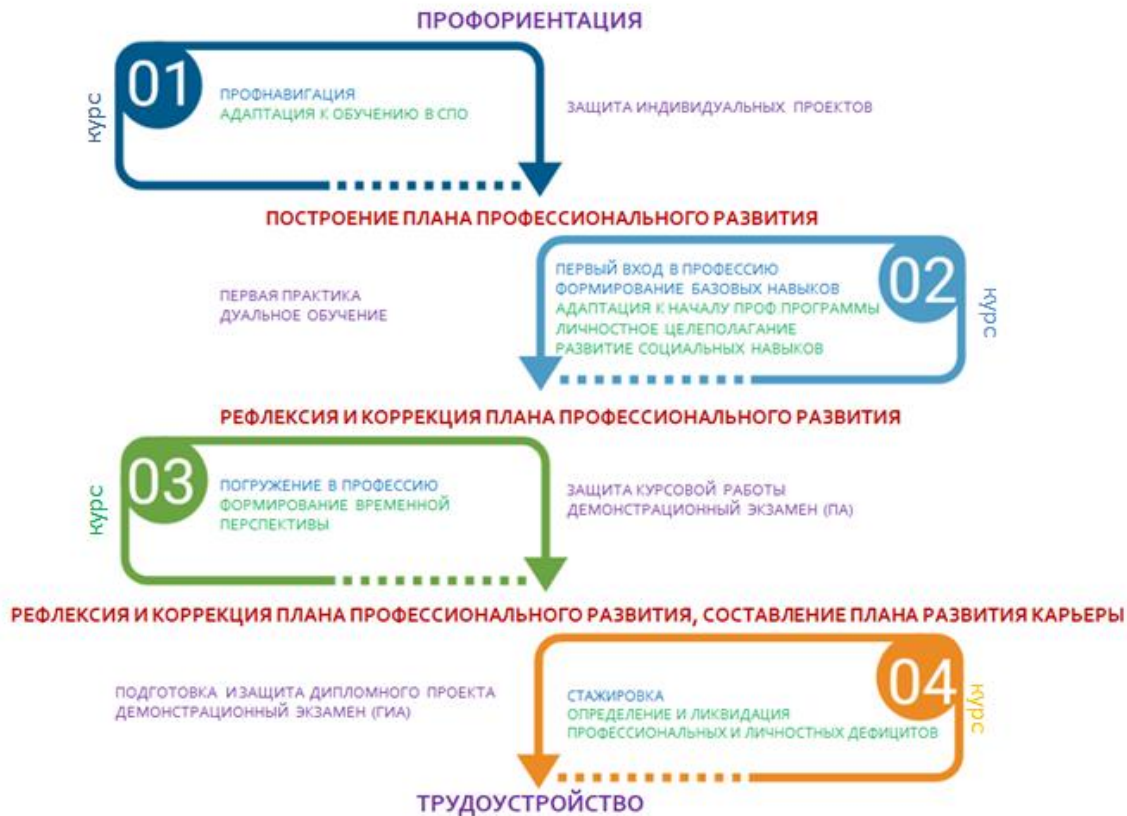 ПРОФОРИЕНТАЦИЯ
курс
01
ПРОФНАВИГАЦИЯ
АДАПТАЦИЯ К ОБУЧЕНИЮ В СПО
ЗАЩИТА ИНДИВИДУАЛЬНЫХ ПРОЕКТОВ
ПОСТРОЕНИЕ ПЛАНА ПРОФЕССИОНАЛЬНОГО РАЗВИТИЯ
ПЕРВАЯ ПРАКТИКА
ДУАЛЬНОЕ ОБУЧЕНИЕ
ПЕРВЫЙ ВХОД В ПРОФЕССИЮ
ФОРМИРОВАНИЕ БАЗОВЫХ НАВЫКОВ
АДАПТАЦИЯ К НАЧАЛУ ПРОФ.ПРОГРАММЫ
ЛИЧНОСТНОЕ ЦЕЛЕПОЛАГАНИЕ
РАЗВИТИЕ СОЦИАЛЬНЫХ НАВЫКОВ
02
курс
РЕФЛЕКСИЯ И КОРРЕКЦИЯ ПЛАНА ПРОФЕССИОНАЛЬНОГО РАЗВИТИЯ
курс
03
ПОГРУЖЕНИЕ В ПРОФЕССИЮ
ФОРМИРОВАНИЕ ВРЕМЕННОЙ
ПЕРСПЕКТИВЫ
ЗАЩИТА КУРСОВОЙ РАБОТЫ
ДЕМОНСТРАЦИОННЫЙ ЭКЗАМЕН (ПА)
РЕФЛЕКСИЯ И КОРРЕКЦИЯ ПЛАНА ПРОФЕССИОНАЛЬНОГО РАЗВИТИЯ, СОСТАВЛЕНИЕ ПЛАНА РАЗВИТИЯ КАРЬЕРЫ
ПОДГОТОВКА ИЗАЩИТА ДИПЛОМНОГО ПРОЕКТА
ДЕМОНСТРАЦИОННЫЙ ЭКЗАМЕН (ГИА)
СТАЖИРОВКА
ОПРЕДЕЛЕНИЕ И ЛИКВИДАЦИЯ
ПРОФЕССИОНАЛЬНЫХ И ЛИЧНОСТНЫХ ДЕФИЦИТОВ
04
курс
ТРУДОУСТРОЙСТВО